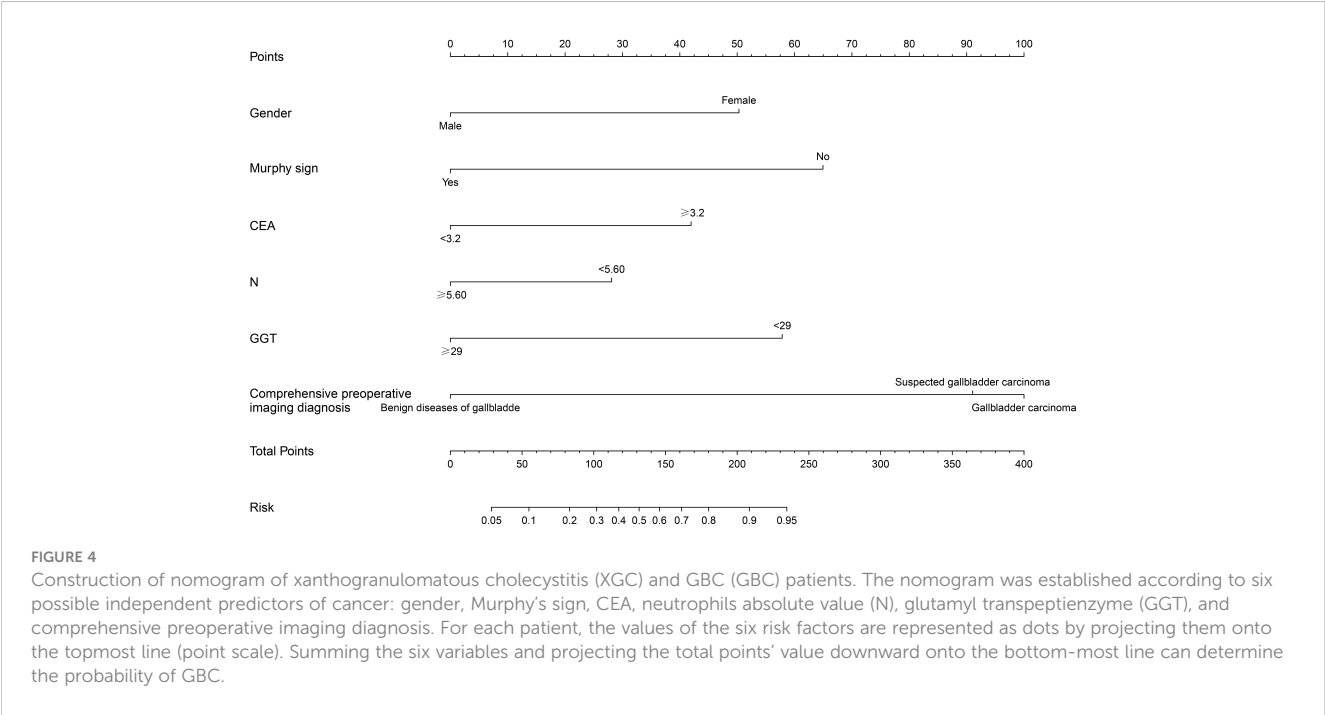 0 10 20 30 40 50 60 70 80 90 100
Points
Female
Gender
Male
No
Murphy sign
Yes
≥3.2
CEA
<3.2
<5.60
N
≥5.60
<29
GGT
≥29
Suspected gallbladder carcinoma
Comprehensive preoperative
imaging diagnosis
Benign diseases of gallbladde
Gallbladder carcinoma
Total Points
0 50 100 150 200 250 300 350 400
Risk
0.05 0.1 0.2 0.3 0.4 0.5 0.6 0.7 0.8 0.9 0.95
FIGURE 4
Construction of nomogram of xanthogranulomatous cholecystitis (XGC) and GBC (GBC) patients. The nomogram was established according to six
possible independent predictors of cancer: gender, Murphy's sign, CEA, neutrophils absolute value (N), glutamyl transpeptienzyme (GGT), and
comprehensive preoperative imaging diagnosis. For each patient, the values of the six risk factors are represented as dots by projecting them onto
the topmost line (point scale). Summing the six variables and projecting the total points' value downward onto the bottom-most line can determine
the probability of GBC.